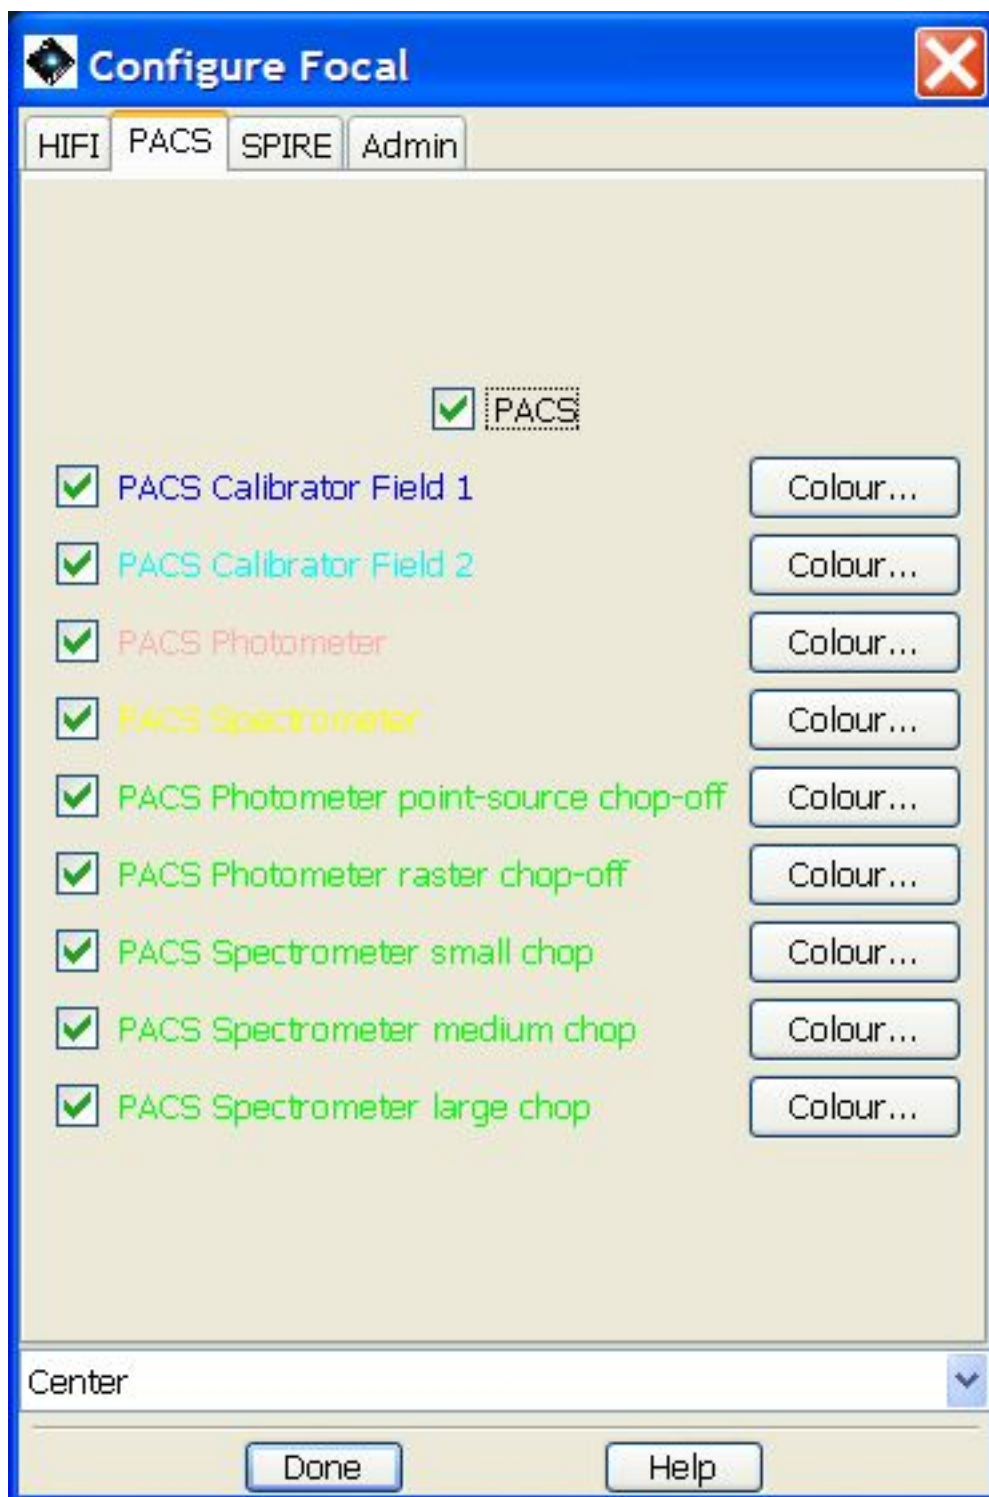 Configure Focal
HIFI PACS SPIRE Admin
PACS
PACS Calibrator Field 1 Colour...
PACS Calibrator Field 2 Colour...
PACS Photometer Colour...
PACS Spectrometer Colour...
PACS Photometer point-source chop-off Colour...
PACS Photometer raster chop-off Colour...
PACS Spectrometer small chop Colour...
PACS Spectrometer medium chop Colour...
PACS Spectrometer large chop Colour...
Center
Done Help